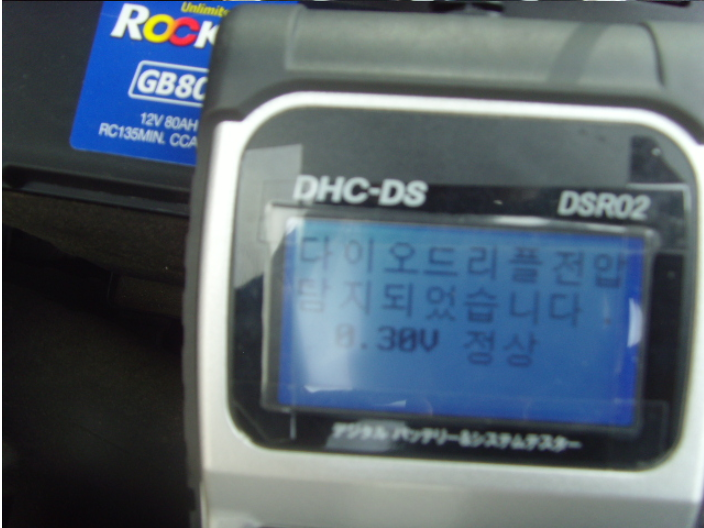 Unlimited
ROCK
GB80
12V 80AH
RC135MIN. CCA
DHC-DS
DSR02
다이오드리플전압
탐지되었습니다.
0.30V 정상
デジタル バッテリー&システムテスター